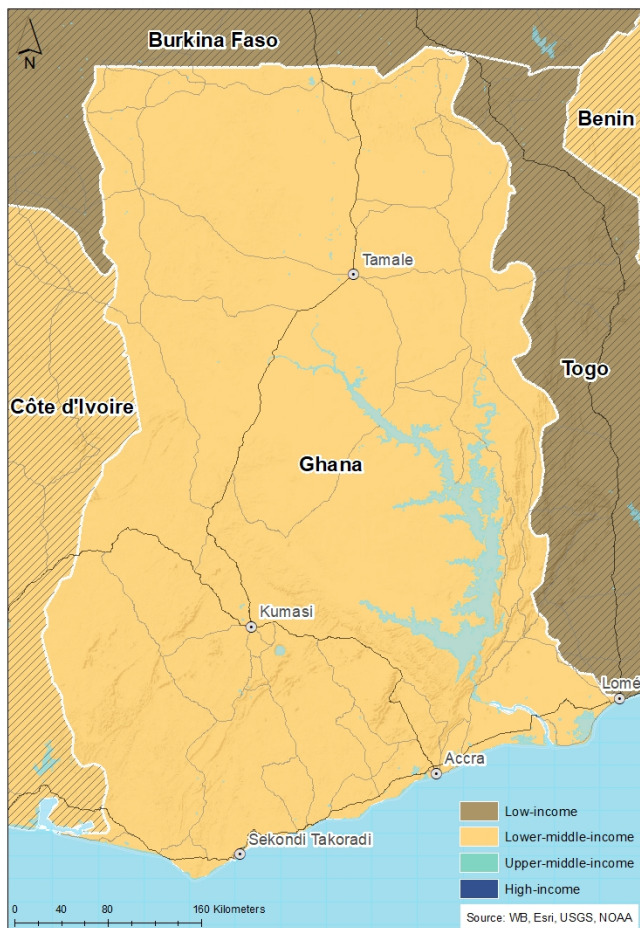 N
Burkina Faso
Benin
Tamale
Togo
Côte d'Ivoire
Ghana
Kumasi
Lomé
Accra
Sekondi Takoradi
Low-income
Lower-middle-income
Upper-middle-income
High-income
0 40 80 160 Kilometers
Source: WB, Esri, USGS, NOAA